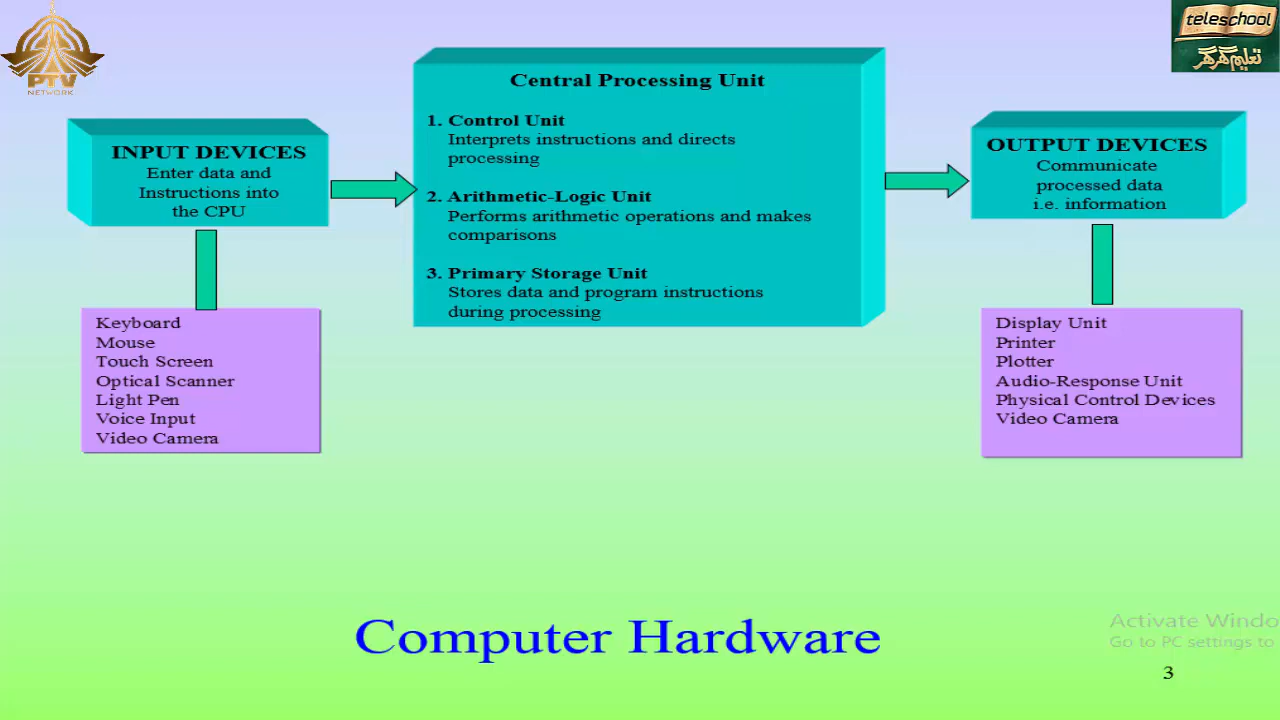 PTV
NETWORK
teleschool
تعلیم گھر گھر
Central Processing Unit
1. Control Unit
Interprets instructions and directs
processing
2. Arithmetic-Logic Unit
Performs arithmetic operations and makes
comparisons
3. Primary Storage Unit
Stores data and program instructions
during processing
INPUT DEVICES
Enter data and
Instructions into
the CPU
OUTPUT DEVICES
Communicate
processed data
i.e. information
Keyboard
Mouse
Touch Screen
Optical Scanner
Light Pen
Voice Input
Video Camera
Display Unit
Printer
Plotter
Audio-Response Unit
Physical Control Devices
Video Camera
Computer Hardware
Activate Windo
Go to PC settings to
3